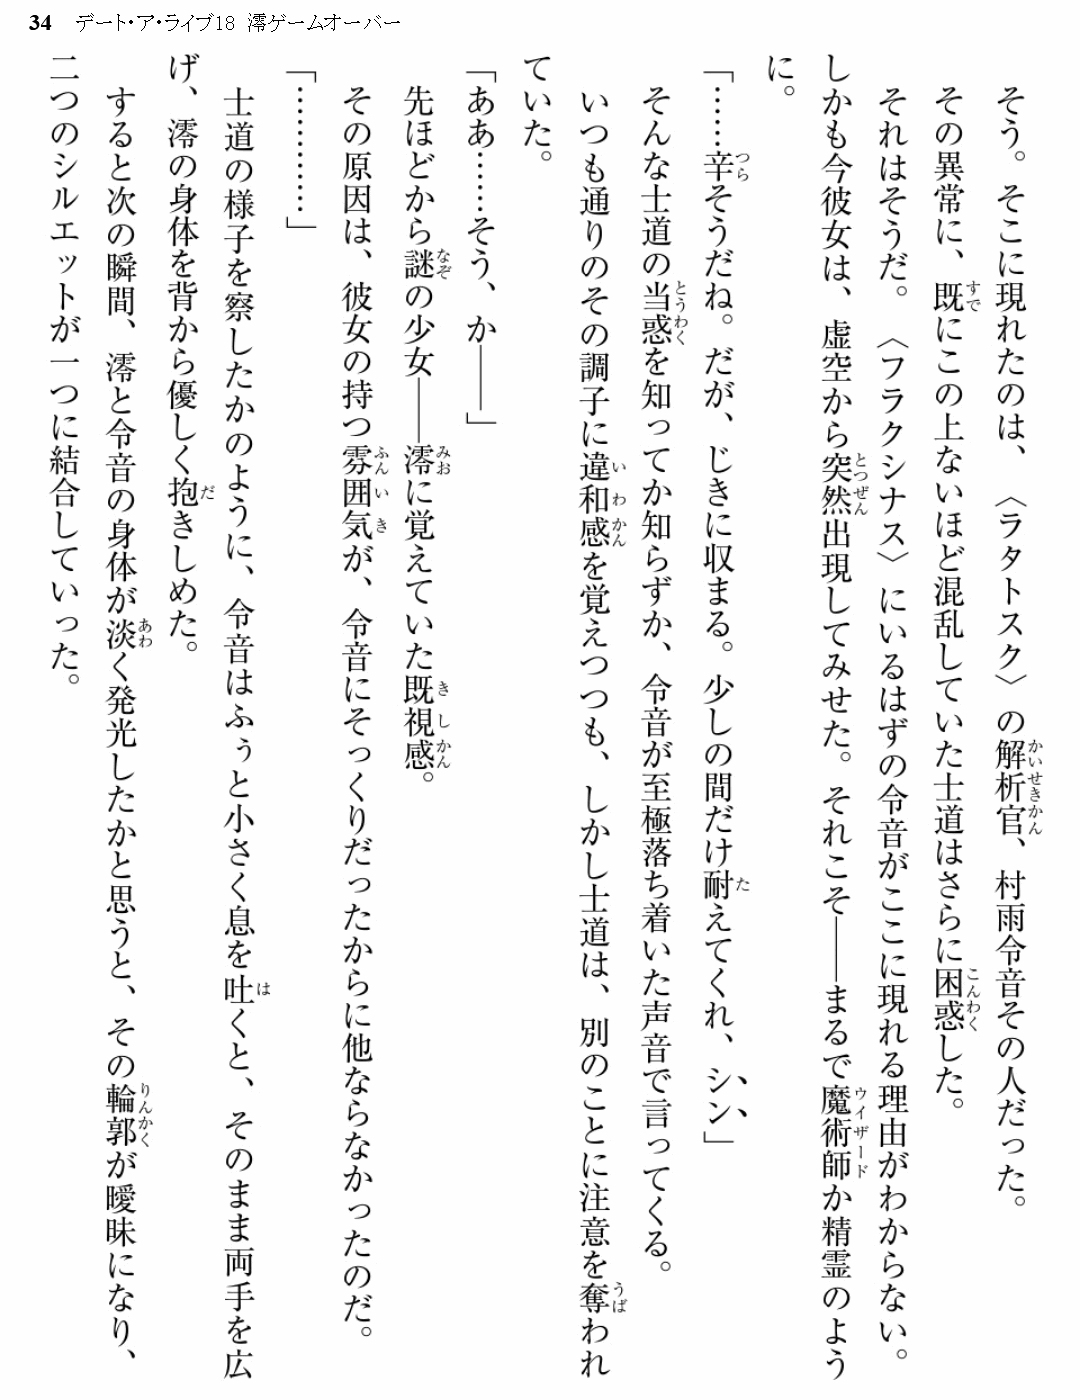 34 デート・ア・ライブ18 澪ゲームオーバー
そう。そこに現れたのは、〈ラタトスク〉の解析官、村雨令音その人だった。
その異常に、既にこの上ないほど混乱していた士道はさらに困惑した。
それはそうだ。〈フラクシナス〉にいるはずの令音がここに現れる理由がわからない。
しかも今彼女は、虚空から突然出現してみせた。それこそ――まるで魔術師か精霊のよう
に。
「……辛そうだね。だが、じきに収まる。少しの間だけ耐えてくれ、シン」
そんな士道の当惑を知ってか知らずか、令音が至極落ち着いた声音で言ってくる。
いつも通りのその調子に違和感を覚えつつも、しかし士道は、別のことに注意を奪われ
ていた。
「ああ……そう、か――」
先ほどから謎の少女――澪に覚えていた既視感。
その原因は、彼女の持つ雰囲気が、令音にそっくりだったからに他ならなかったのだ。
「…………」
士道の様子を察したかのように、令音はふぅと小さく息を吐くと、そのまま両手を広
げ、澪の身体を背から優しく抱きしめた。
すると次の瞬間、澪と令音の身体が淡く発光したかと思うと、その輪郭が曖昧になり、
二つのシルエットが一つに結合していった。